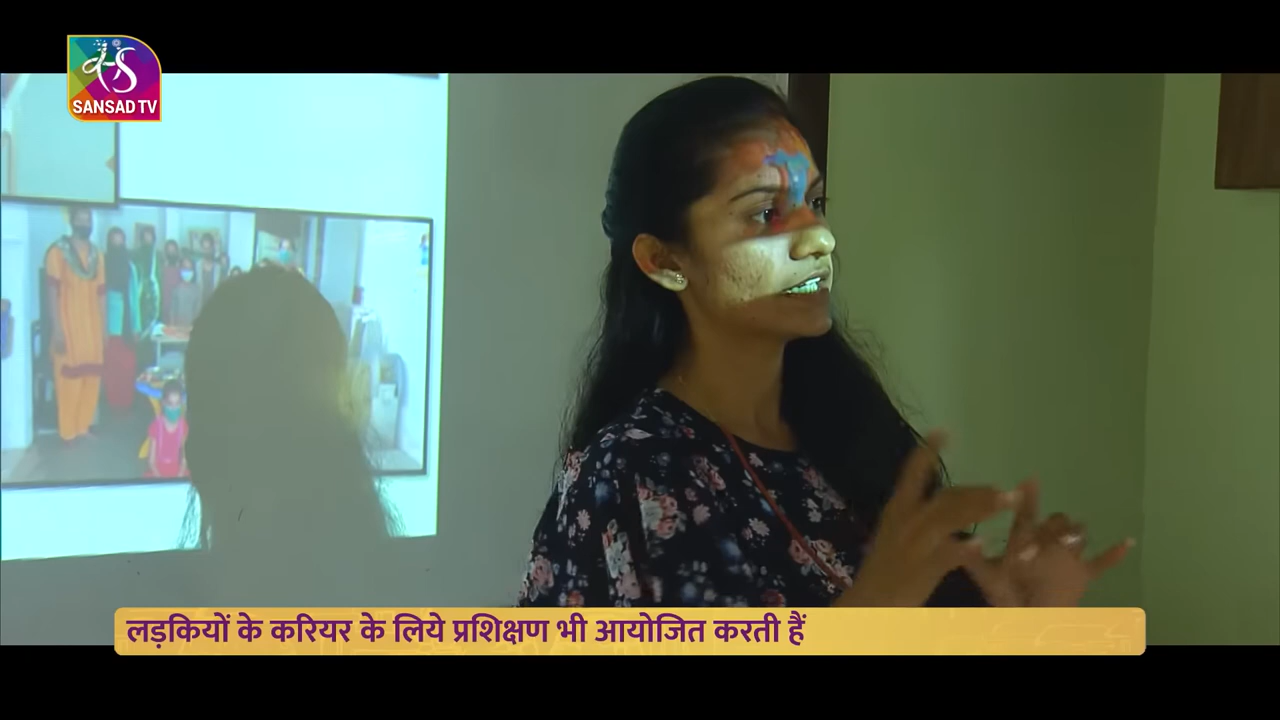 SANSAD TV
लड़कियों के करियर के लिये प्रशिक्षण भी आयोजित करती हैं